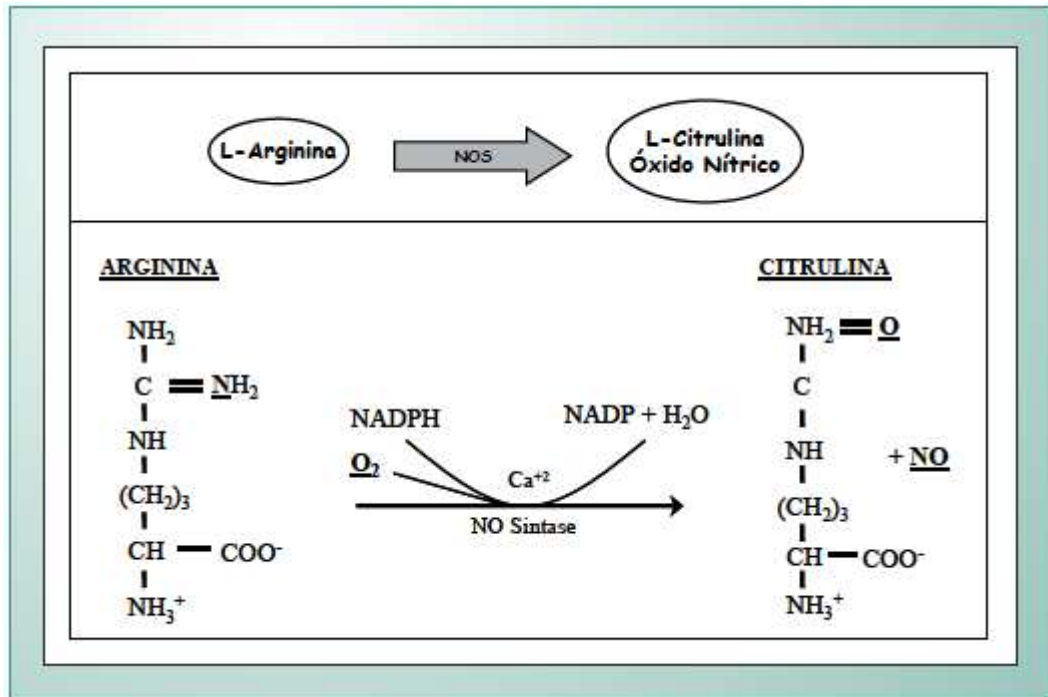 L-Arginina
NOS
L-Citrulina
Óxido Nítrico
ARGININA
NH₂
C = NH₂
NH
(CH₂)₃
CH — COO⁻
NH₃⁺
NADPH
O₂
NADP + H₂O
Ca⁺²
NO Sintase
CITRULINA
NH₂ = O
C
NH
+ NO
(CH₂)₃
CH — COO⁻
NH₃⁺